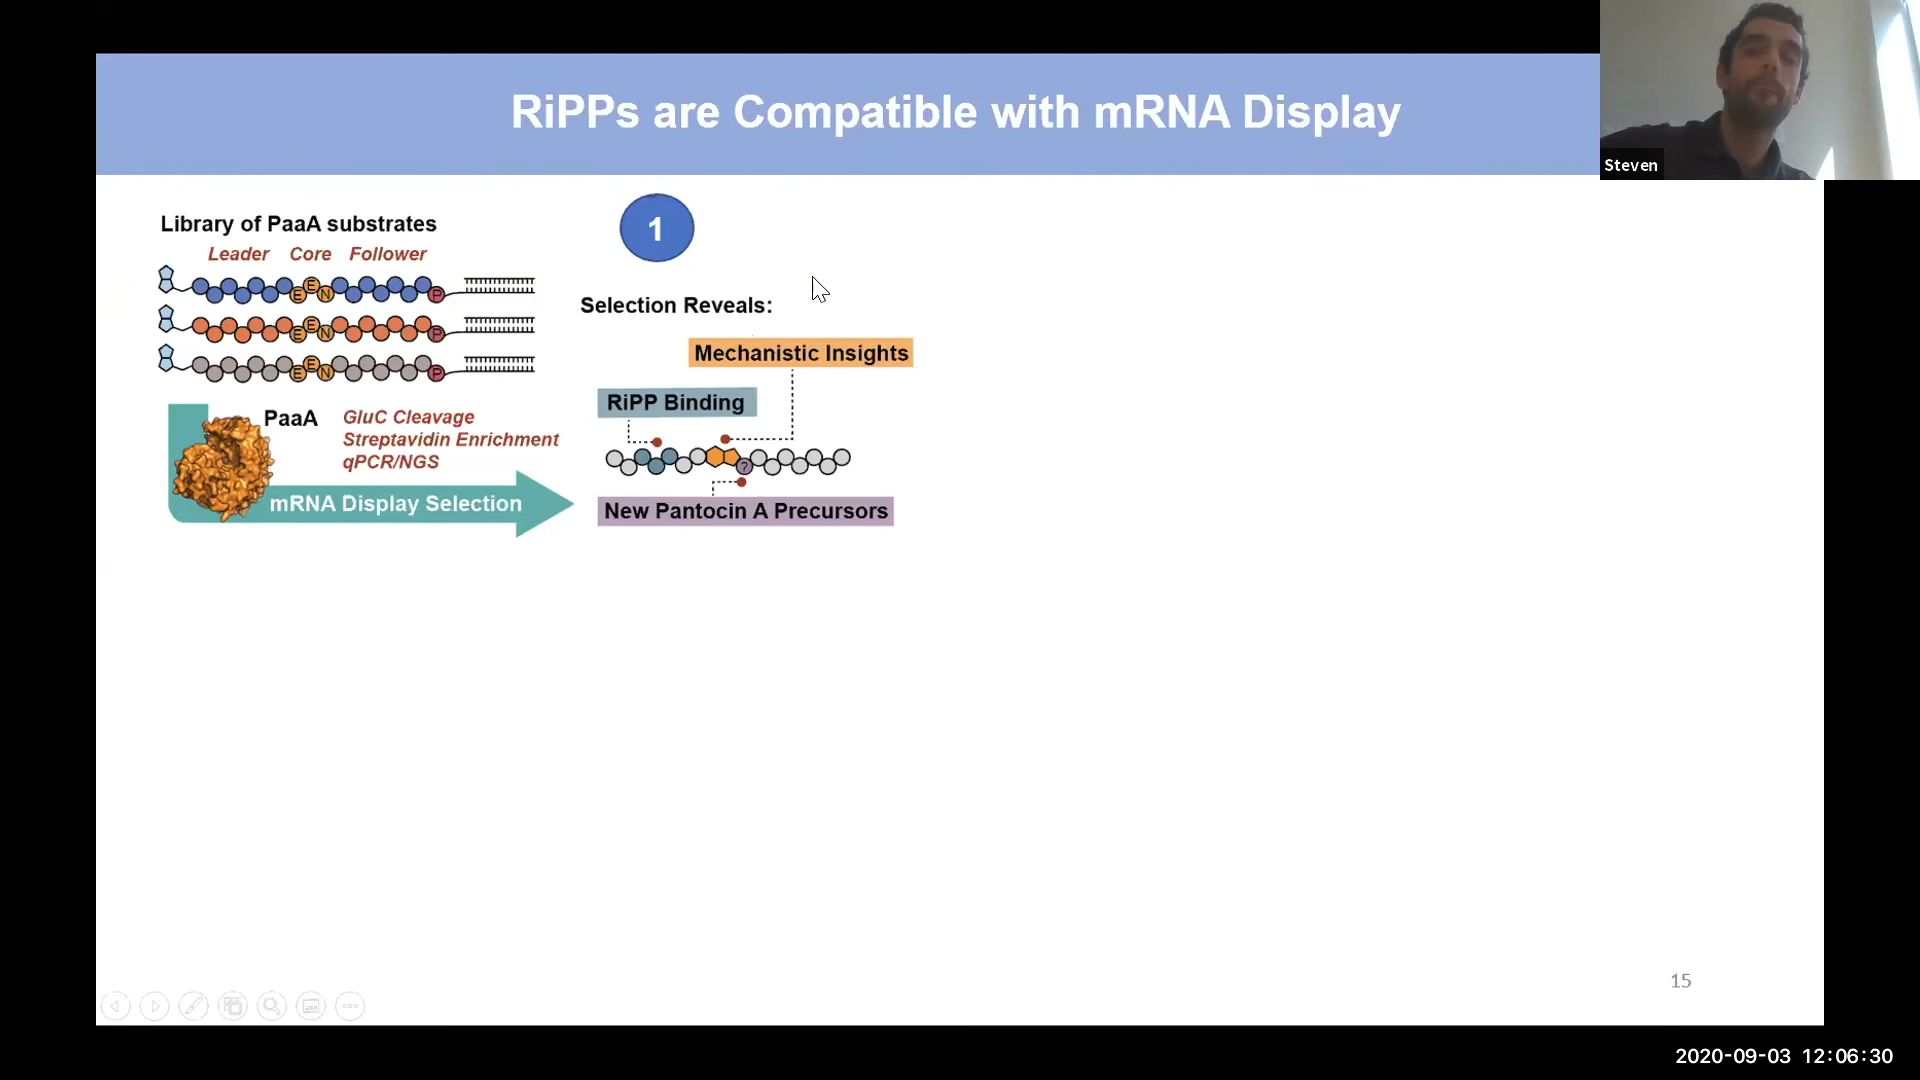 RiPPs are Compatible with mRNA Display
Steven
Library of PaaA substrates
Leader Core Follower
E E N P
E E N P
E E N P
PaaA
GluC Cleavage
Streptavidin Enrichment
qPCR/NGS
mRNA Display Selection
1
Selection Reveals:
Mechanistic Insights
RiPP Binding
?
New Pantocin A Precursors
15
2020-09-03 12:06:30